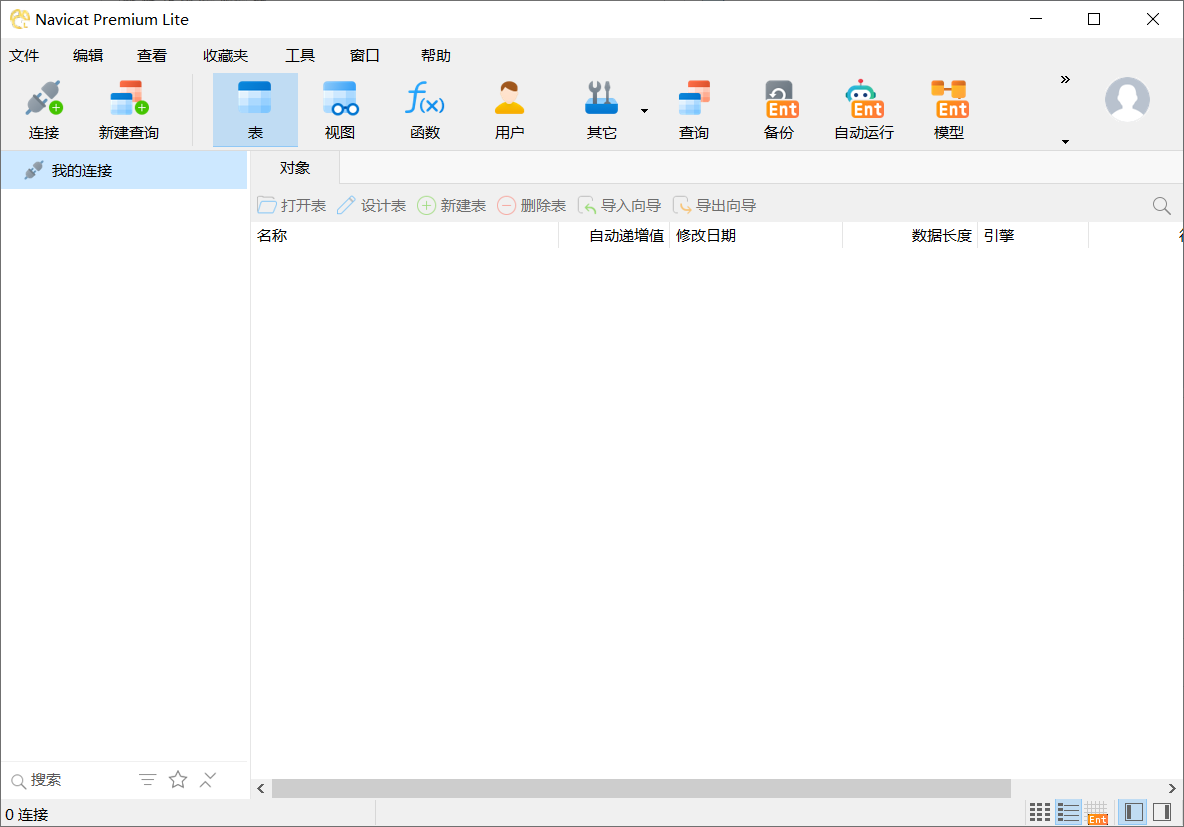 Navicat Premium Lite
文件 编辑 查看 收藏夹 工具 窗口 帮助
连接 新建查询 表 视图 函数 用户 其它 查询 备份 自动运行 模型
Ent Ent Ent
我的连接
对象
打开表 设计表 新建表 删除表 导入向导 导出向导
名称 自动递增值 修改日期 数据长度 引擎
搜索
0 连接
Ent